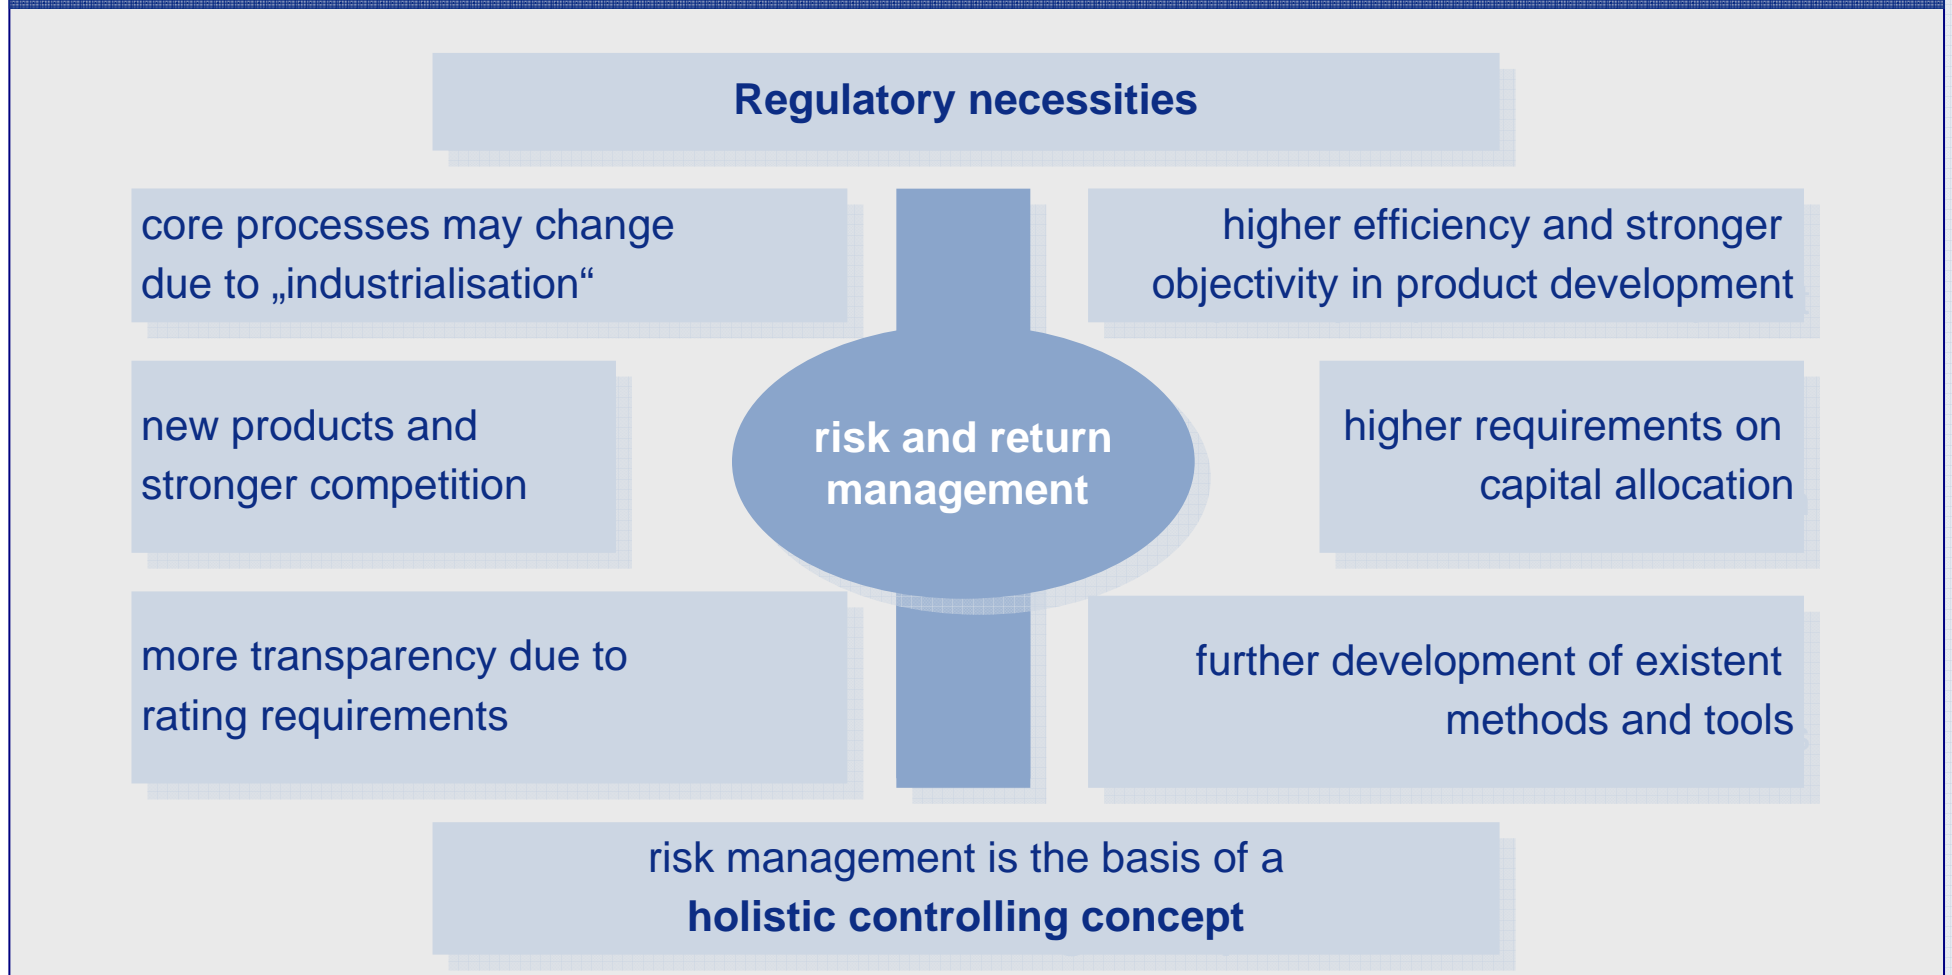 Regulatory necessities
core processes may change
due to „industrialisation“
higher efficiency and stronger
objectivity in product development
new products and
stronger competition
risk and return
management
higher requirements on
capital allocation
more transparency due to
rating requirements
further development of existent
methods and tools
risk management is the basis of a
holistic controlling concept